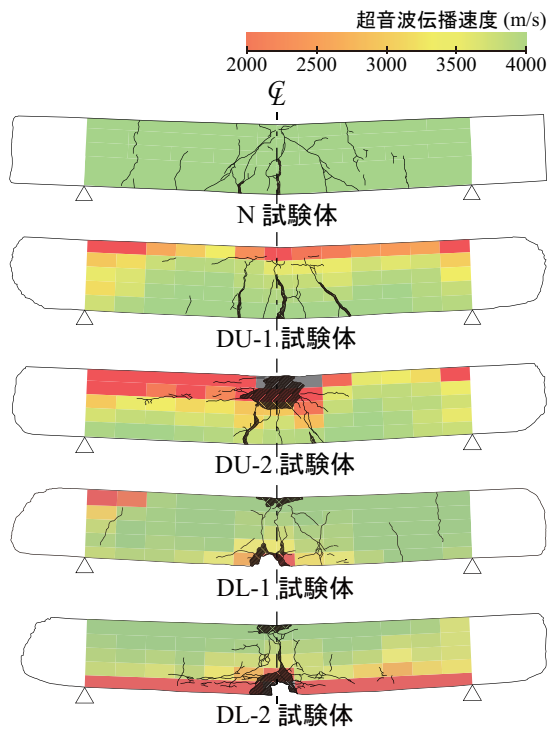 超音波伝播速度 (m/s)
2000 2500 3000 3500 4000
℄
N 試験体
DU-1 試験体
DU-2 試験体
DL-1 試験体
DL-2 試験体